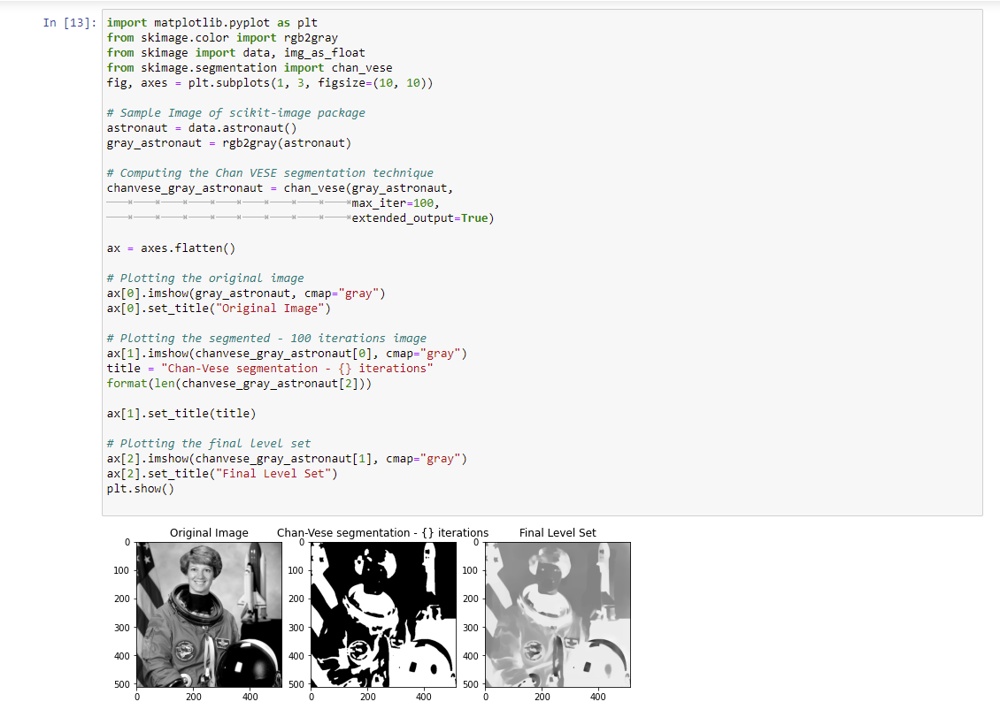 In [13]:
import matplotlib.pyplot as plt
from skimage.color import rgb2gray
from skimage import data, img_as_float
from skimage.segmentation import chan_vese
fig, axes = plt.subplots(1, 3, figsize=(10, 10))
# Sample Image of scikit-image package
astronaut = data.astronaut()
gray_astronaut = rgb2gray(astronaut)
# Computing the Chan VESE segmentation technique
chanvese_gray_astronaut = chan_vese(gray_astronaut,
max_iter=100,
extended_output=True)
ax = axes.flatten()
# Plotting the original image
ax[0].imshow(gray_astronaut, cmap="gray")
ax[0].set_title("Original Image")
# Plotting the segmented - 100 iterations image
ax[1].imshow(chanvese_gray_astronaut[0], cmap="gray")
title = "Chan-Vese segmentation - {} iterations"
format(len(chanvese_gray_astronaut[2]))
ax[1].set_title(title)
# Plotting the final level set
ax[2].imshow(chanvese_gray_astronaut[1], cmap="gray")
ax[2].set_title("Final Level Set")
plt.show()
Original Image Chan-Vese segmentation - {} iterations Final Level Set
0 0 0
100 100 100
200 200 200
300 300 300
400 400 400
500 500 500
0 200 400 0 200 400 0 200 400